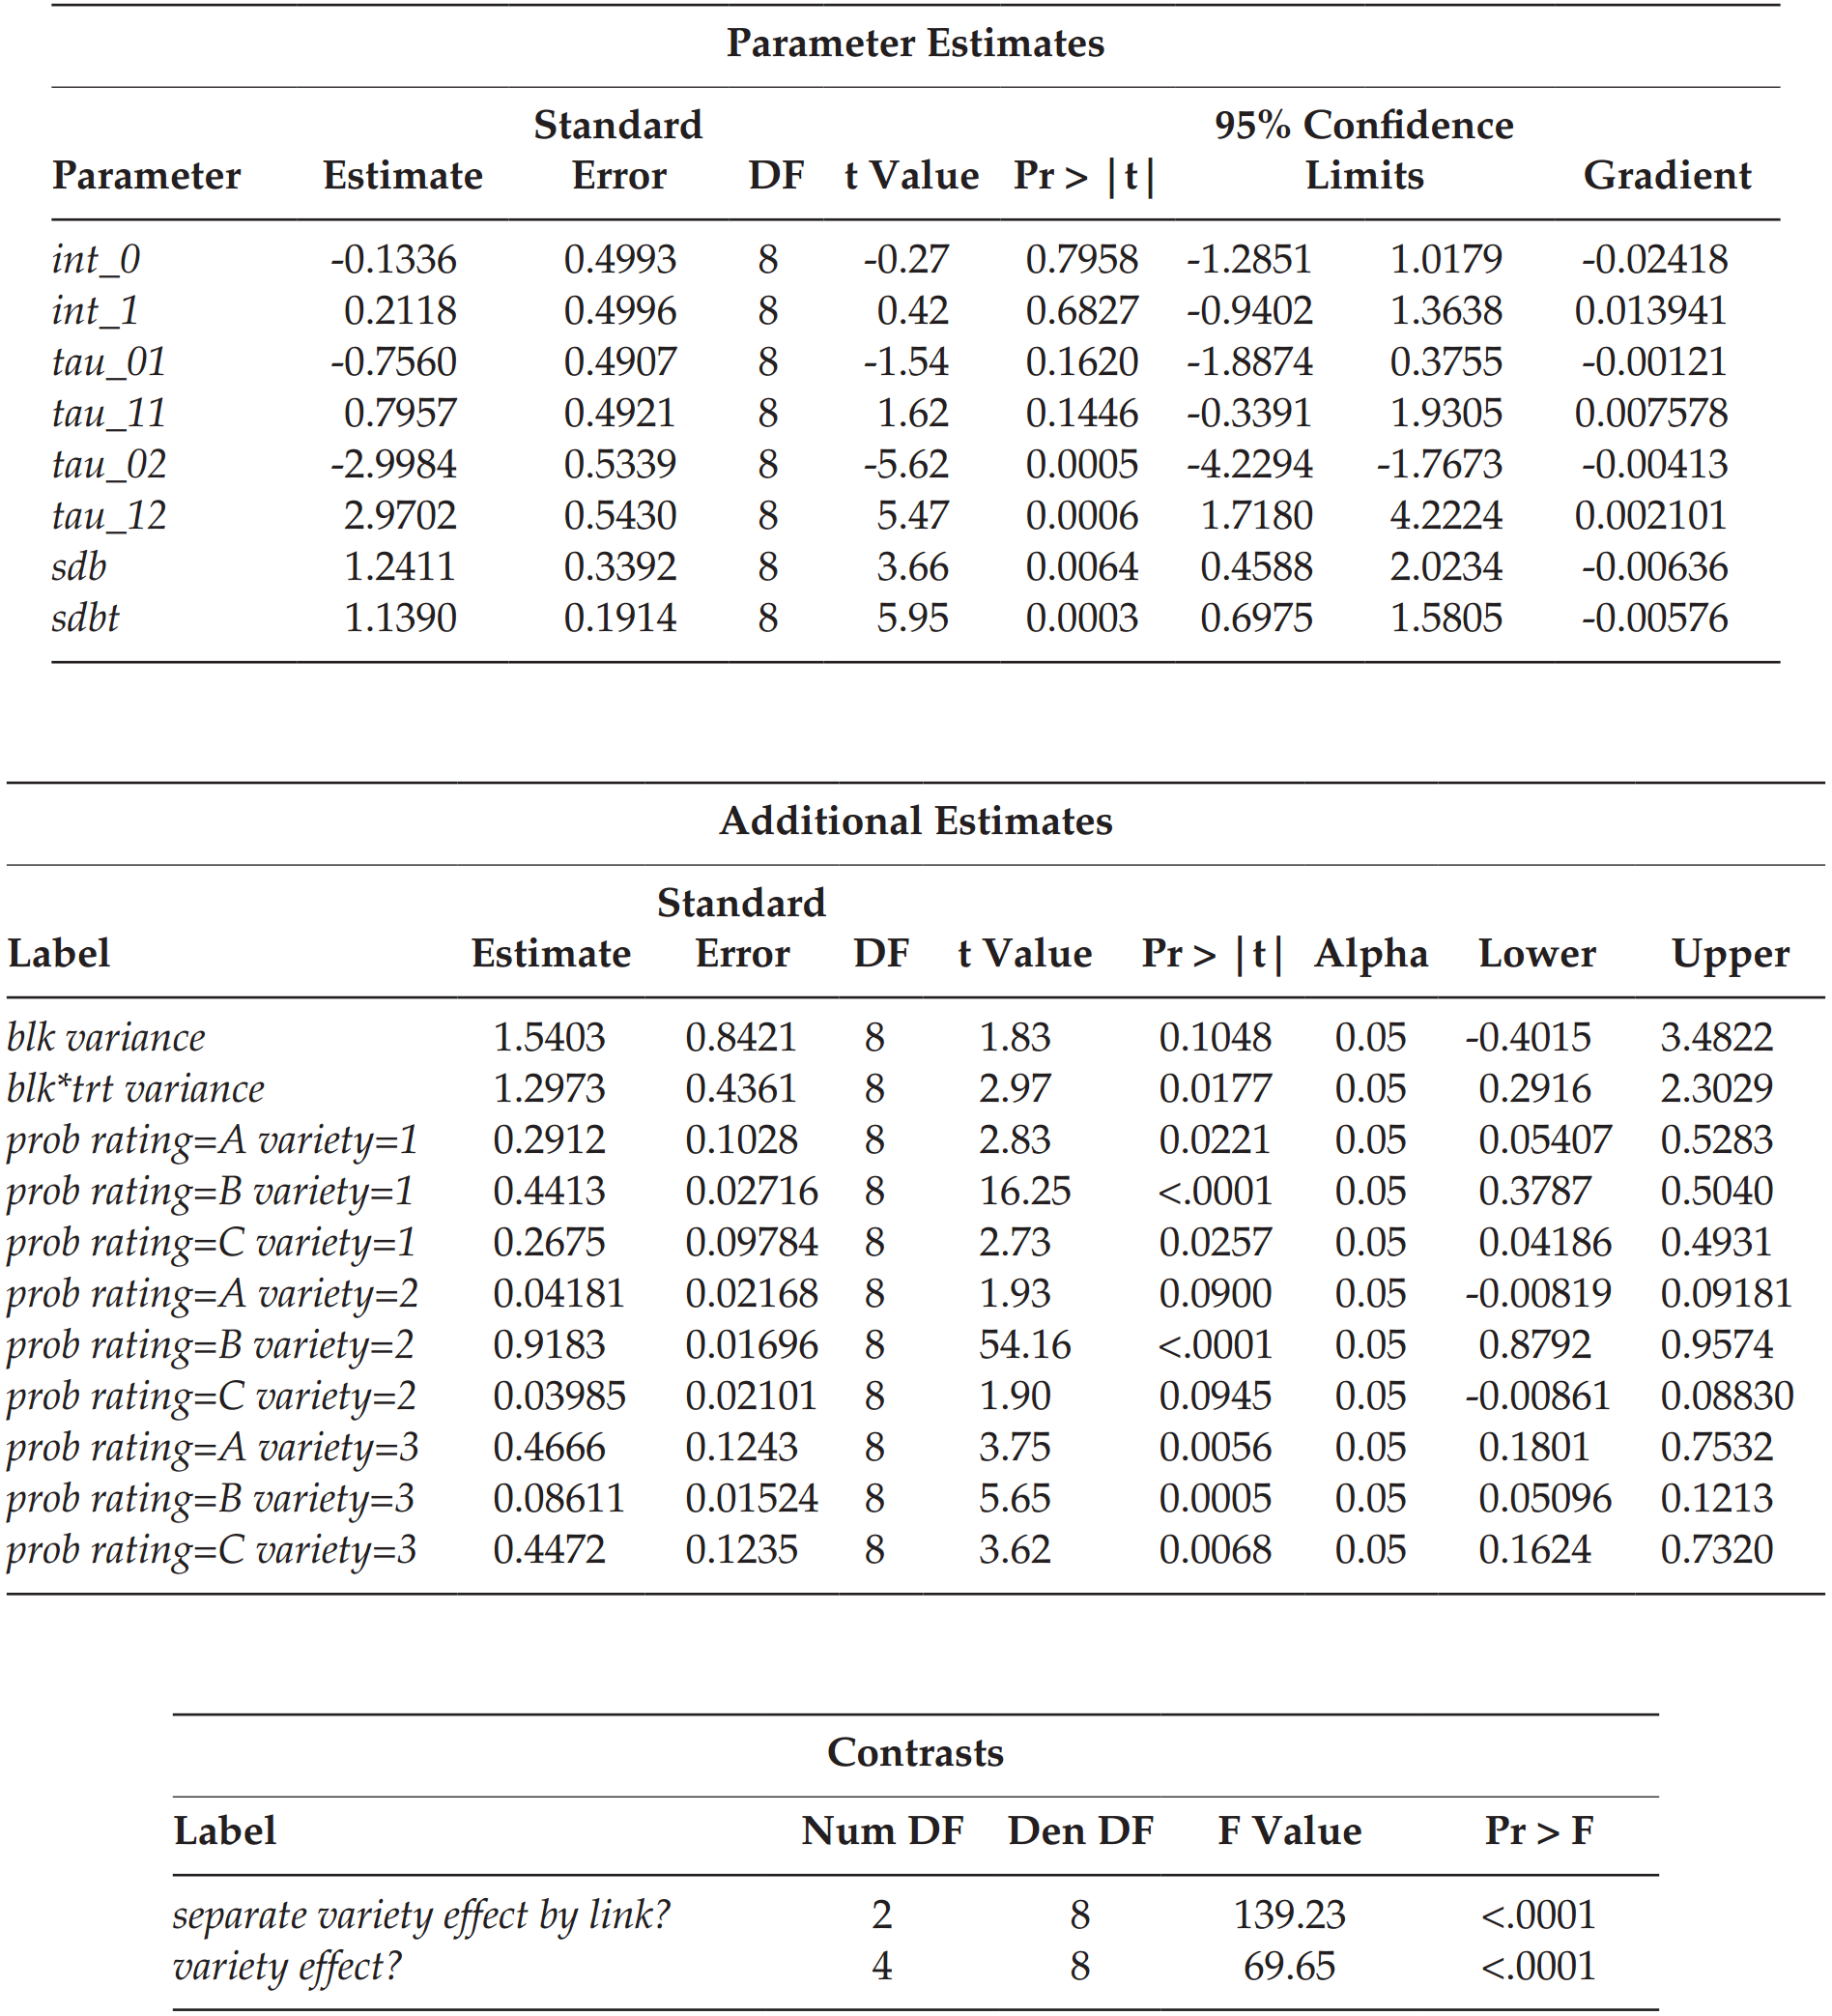 Parameter Estimates
Standard 95% Confidence
Parameter Estimate Error DF t Value Pr > |t| Limits Gradient
int_0 -0.1336 0.4993 8 -0.27 0.7958 -1.2851 1.0179 -0.02418
int_1 0.2118 0.4996 8 0.42 0.6827 -0.9402 1.3638 0.013941
tau_01 -0.7560 0.4907 8 -1.54 0.1620 -1.8874 0.3755 -0.00121
tau_11 0.7957 0.4921 8 1.62 0.1446 -0.3391 1.9305 0.007578
tau_02 -2.9984 0.5339 8 -5.62 0.0005 -4.2294 -1.7673 -0.00413
tau_12 2.9702 0.5430 8 5.47 0.0006 1.7180 4.2224 0.002101
sdb 1.2411 0.3392 8 3.66 0.0064 0.4588 2.0234 -0.00636
sdbt 1.1390 0.1914 8 5.95 0.0003 0.6975 1.5805 -0.00576
Additional Estimates
Standard
Label Estimate Error DF t Value Pr > |t| Alpha Lower Upper
blk variance 1.5403 0.8421 8 1.83 0.1048 0.05 -0.4015 3.4822
blk*trt variance 1.2973 0.4361 8 2.97 0.0177 0.05 0.2916 2.3029
prob rating=A variety=1 0.2912 0.1028 8 2.83 0.0221 0.05 0.05407 0.5283
prob rating=B variety=1 0.4413 0.02716 8 16.25 <.0001 0.05 0.3787 0.5040
prob rating=C variety=1 0.2675 0.09784 8 2.73 0.0257 0.05 0.04186 0.4931
prob rating=A variety=2 0.04181 0.02168 8 1.93 0.0900 0.05 -0.00819 0.09181
prob rating=B variety=2 0.9183 0.01696 8 54.16 <.0001 0.05 0.8792 0.9574
prob rating=C variety=2 0.03985 0.02101 8 1.90 0.0945 0.05 -0.00861 0.08830
prob rating=A variety=3 0.4666 0.1243 8 3.75 0.0056 0.05 0.1801 0.7532
prob rating=B variety=3 0.08611 0.01524 8 5.65 0.0005 0.05 0.05096 0.1213
prob rating=C variety=3 0.4472 0.1235 8 3.62 0.0068 0.05 0.1624 0.7320
Contrasts
Label Num DF Den DF F Value Pr > F
separate variety effect by link? 2 8 139.23 <.0001
variety effect? 4 8 69.65 <.0001